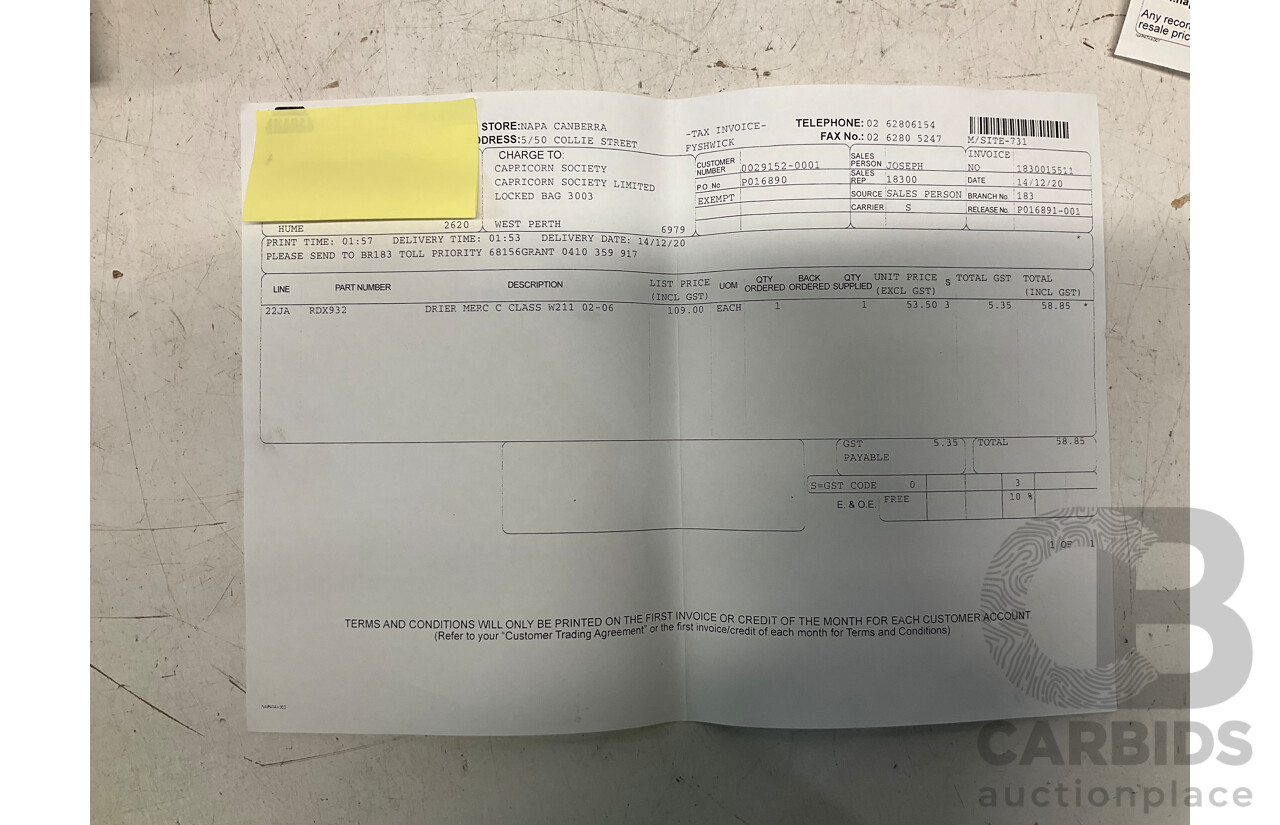 Any
resale
STORE:NAPA CANBERRA
DDRESS:5/50 COLLIE STREET
-TAX INVOICE-
FYSHWICK
TELEPHONE: 02 62806154
FAX No.: 02 6280 5247
M/SITE-731
CHARGE TO:
CAPRICORN SOCIETY
CAPRICORN SOCIETY LIMITED
LOCKED BAG 3003
WEST PERTH 6979
HUME 2620
CUSTOMER NUMBER 0029152-0001
P.O. No P016890
EXEMPT
SALES PERSON JOSEPH
SALES REP 18300
SOURCE SALES PERSON
CARRIER S
INVOICE NO 1830015511
DATE 14/12/20
BRANCH No 183
RELEASE No P016891-001
PRINT TIME: 01:57 DELIVERY TIME: 01:53 DELIVERY DATE: 14/12/20 *
PLEASE SEND TO BR183 TOLL PRIORITY 68156GRANT 0410 359 917
LINE PART NUMBER DESCRIPTION LIST PRICE (INCL GST) UOM QTY ORDERED BACK ORDERED QTY SUPPLIED UNIT PRICE (EXCL GST) S TOTAL GST TOTAL (INCL GST)
22JA RDX932 DRIER MERC C CLASS W211 02-06 109.00 EACH 1 1 53.50 3 5.35 58.85 *
GST PAYABLE 5.35 TOTAL 58.85
S=GST CODE 0 3
E. & O.E. FREE 10 %
1 OF 1
TERMS AND CONDITIONS WILL ONLY BE PRINTED ON THE FIRST INVOICE OR CREDIT OF THE MONTH FOR EACH CUSTOMER ACCOUNT
(Refer to your "Customer Trading Agreement" or the first invoice/credit of each month for Terms and Conditions)
CB
CARBIDS
auctionplace